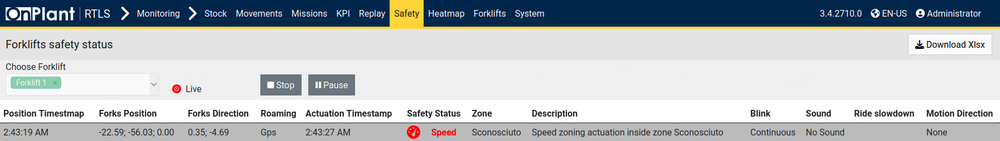 OnPlant RTLS Monitoring Stock Movements Missions KPI Replay Safety Heatmap Forklifts System 3.4.2710.0 EN-US Administrator
Forklifts safety status Download Xlsx
Choose Forklift
Forklift 1 × Live Stop Pause
Position Timestmap Forks Position Forks Direction Roaming Actuation Timestamp Safety Status Zone Description Blink Sound Ride slowdown Motion Direction
2:43:19 AM -22.59; -56.03; 0.00 0.35; -4.69 Gps 2:43:27 AM Speed Sconosciuto Speed zoning actuation inside zone Sconosciuto Continuous No Sound None